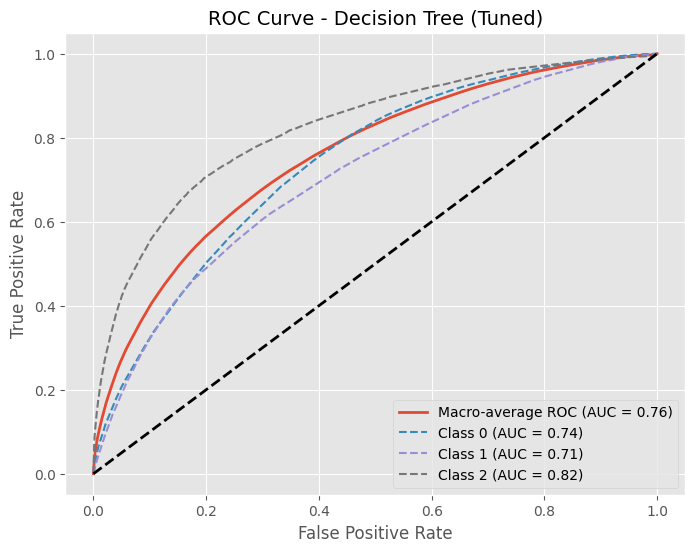 ROC Curve - Decision Tree (Tuned)
True Positive Rate
1.0
0.8
0.6
0.4
0.2
0.0
Macro-average ROC (AUC = 0.76)
Class 0 (AUC = 0.74)
Class 1 (AUC = 0.71)
Class 2 (AUC = 0.82)
0.0 0.2 0.4 0.6 0.8 1.0
False Positive Rate